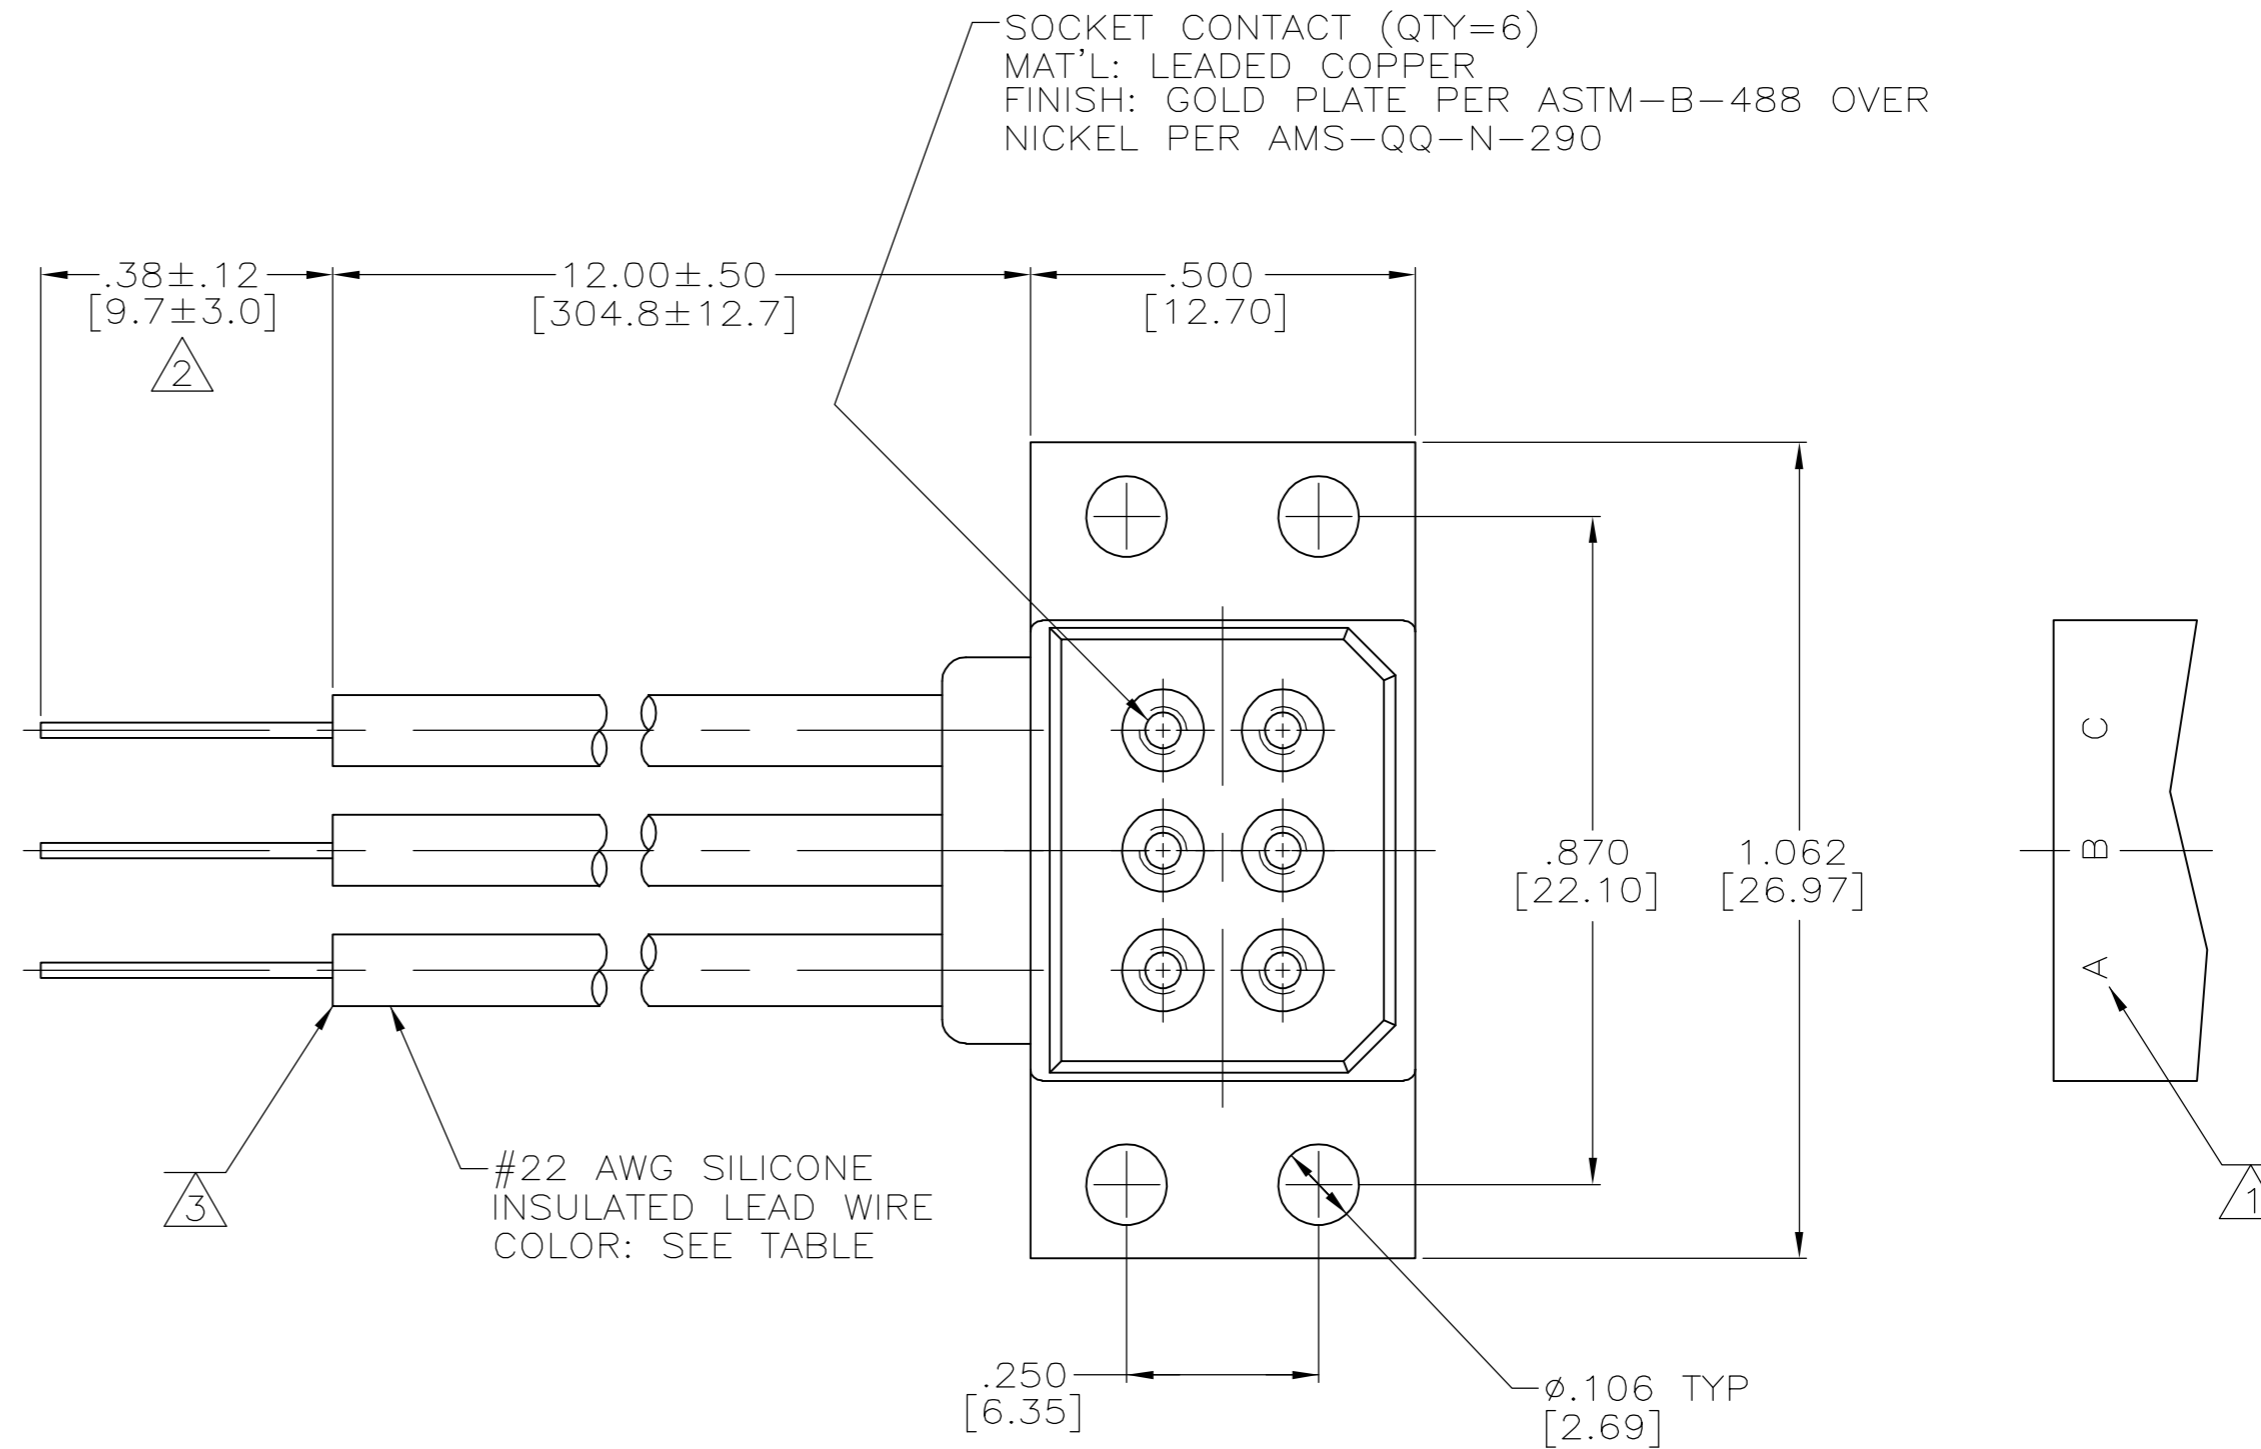 SOCKET CONTACT (QTY=6)
MAT'L: LEADED COPPER
FINISH: GOLD PLATE PER ASTM-B-488 OVER
NICKEL PER AMS-QQ-N-290
.38±.12
[9.7±3.0]
2
12.00±.50
[304.8±12.7]
.500
[12.70]
.870
[22.10]
1.062
[26.97]
C
B
A
1
3
#22 AWG SILICONE
INSULATED LEAD WIRE
COLOR: SEE TABLE
.250
[6.35]
ø.106 TYP
[2.69]